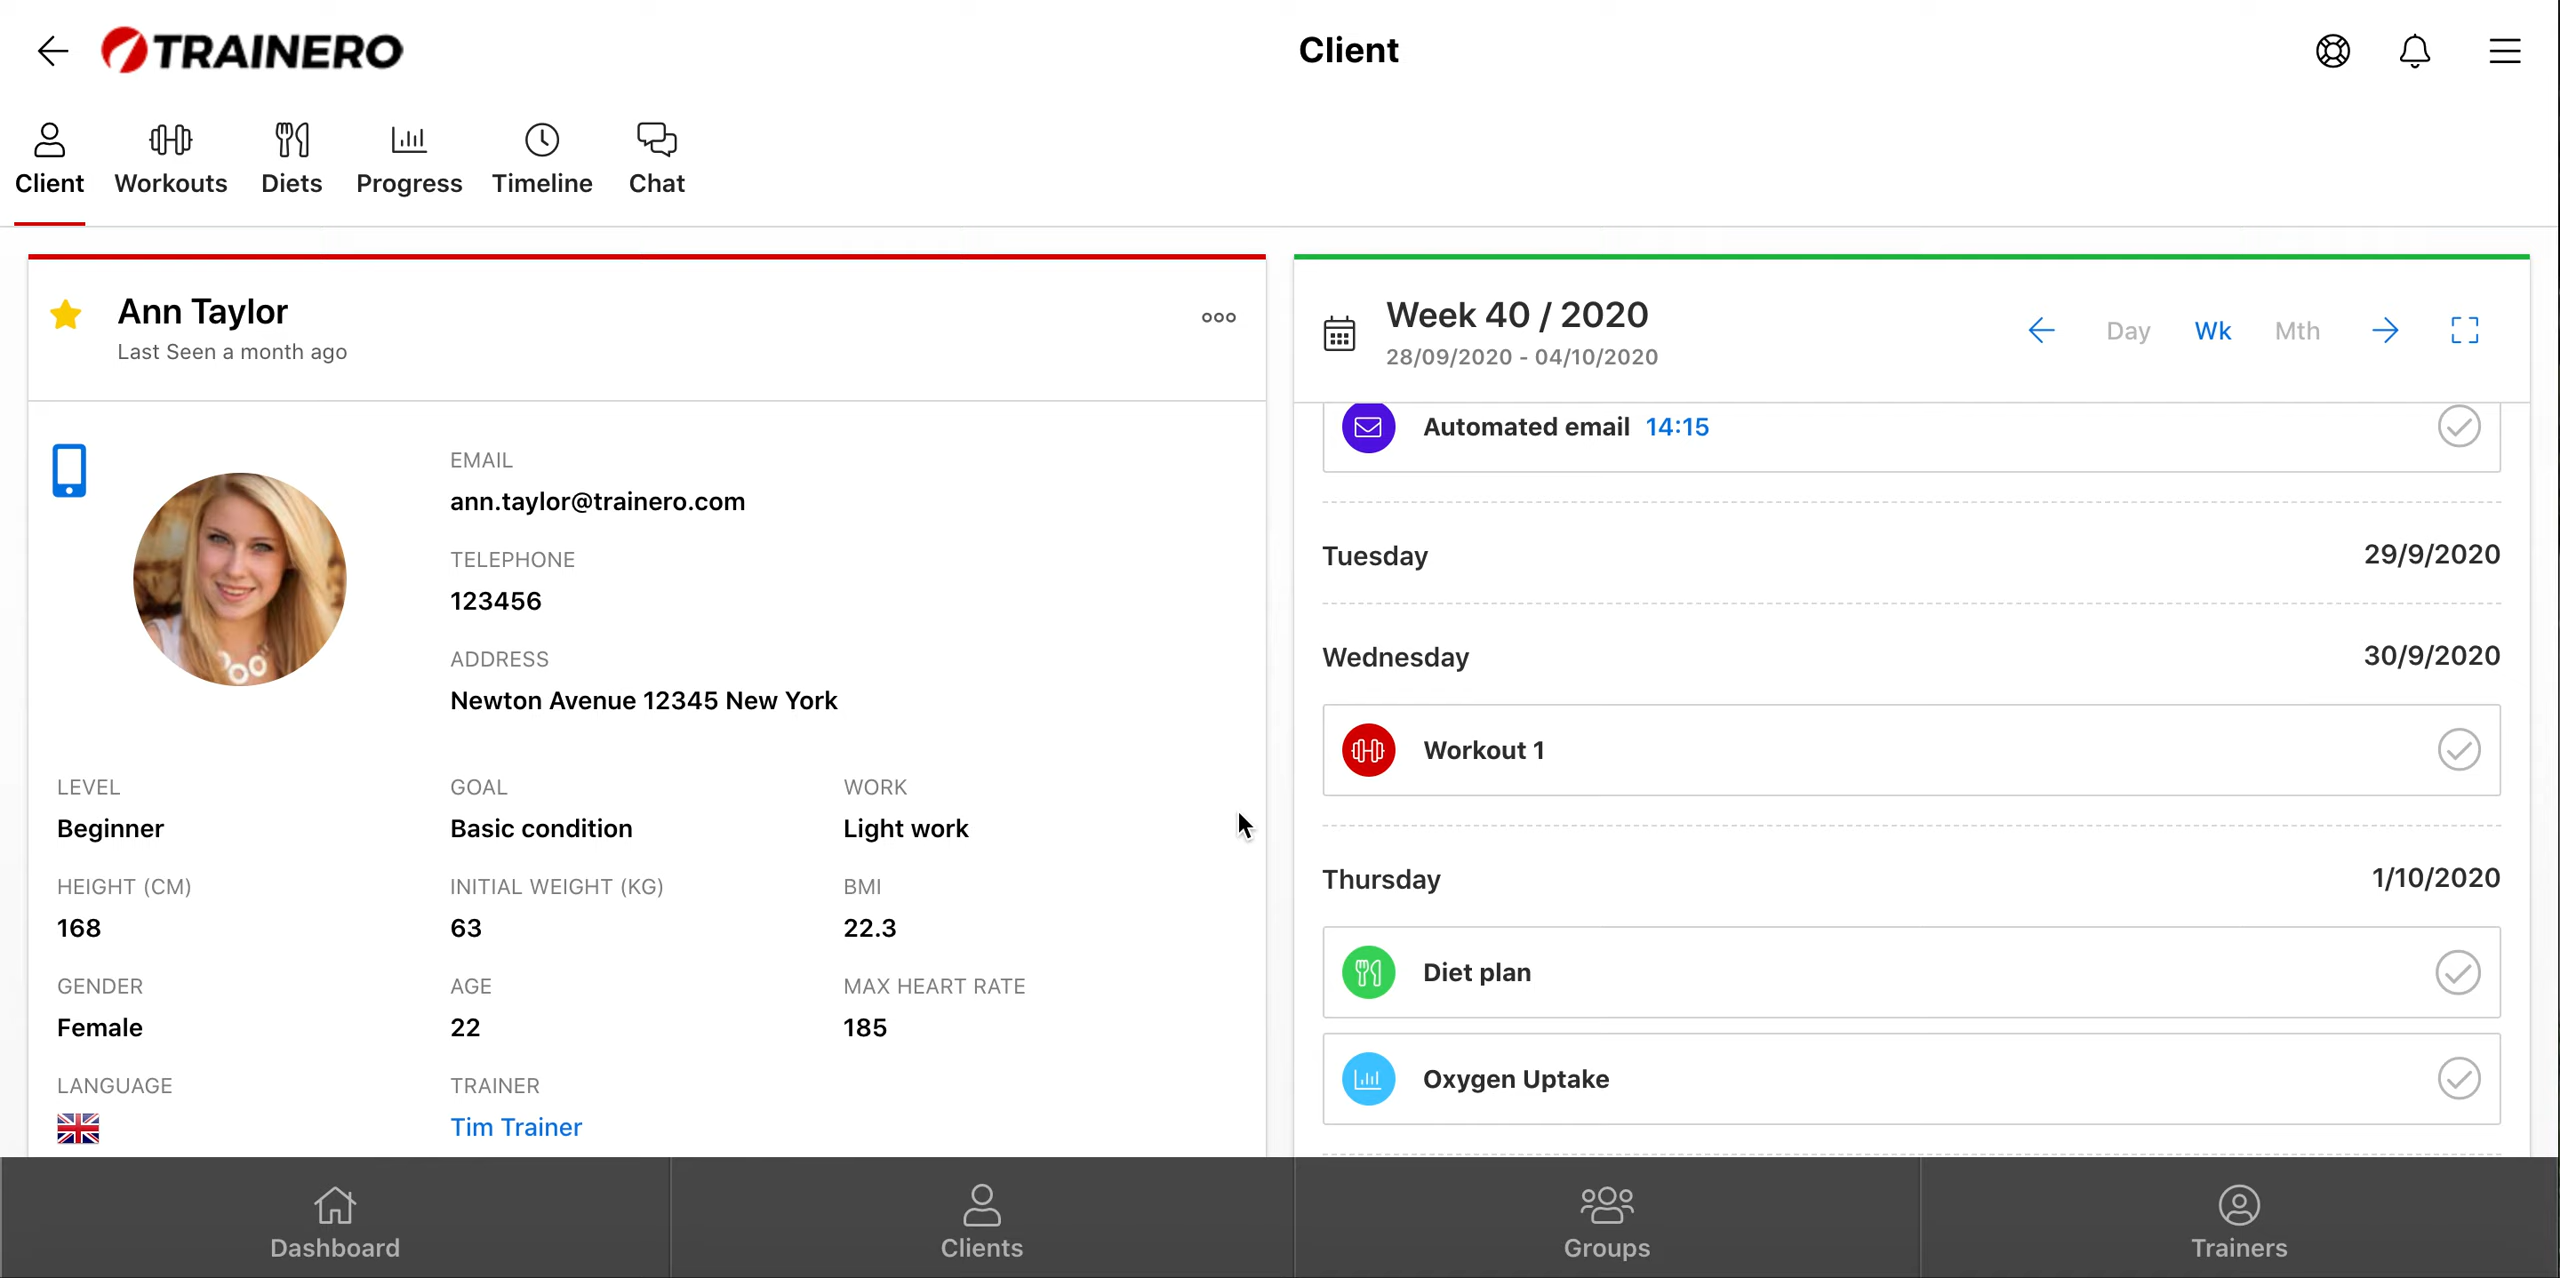 TRAINERO
Client
Client
Workouts
Diets
Progress
Timeline
Chat
Ann Taylor
Last Seen a month ago
EMAIL
ann.taylor@trainero.com
TELEPHONE
123456
ADDRESS
Newton Avenue 12345 New York
LEVEL
Beginner
GOAL
Basic condition
WORK
Light work
HEIGHT (CM)
168
INITIAL WEIGHT (KG)
63
BMI
22.3
GENDER
Female
AGE
22
MAX HEART RATE
185
LANGUAGE
TRAINER
Tim Trainer
Week 40 / 2020
28/09/2020 - 04/10/2020
Day
Wk
Mth
Automated email 14:15
Tuesday 29/9/2020
Wednesday 30/9/2020
Workout 1
Thursday 1/10/2020
Diet plan
Oxygen Uptake
Dashboard
Clients
Groups
Trainers